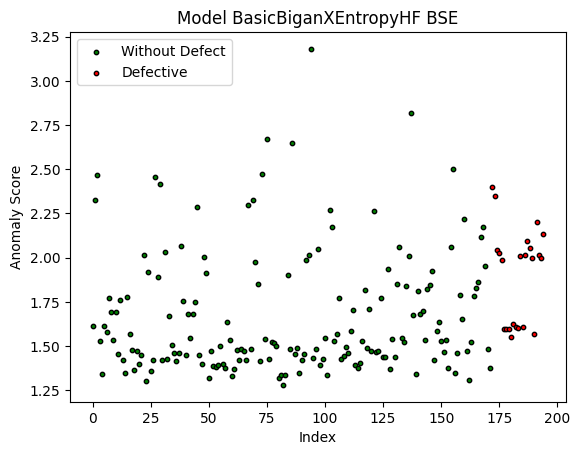 Model BasicBiganXEntropyHF BSE
Without Defect
Defective
Anomaly Score
3.25
3.00
2.75
2.50
2.25
2.00
1.75
1.50
1.25
0 25 50 75 100 125 150 175 200
Index